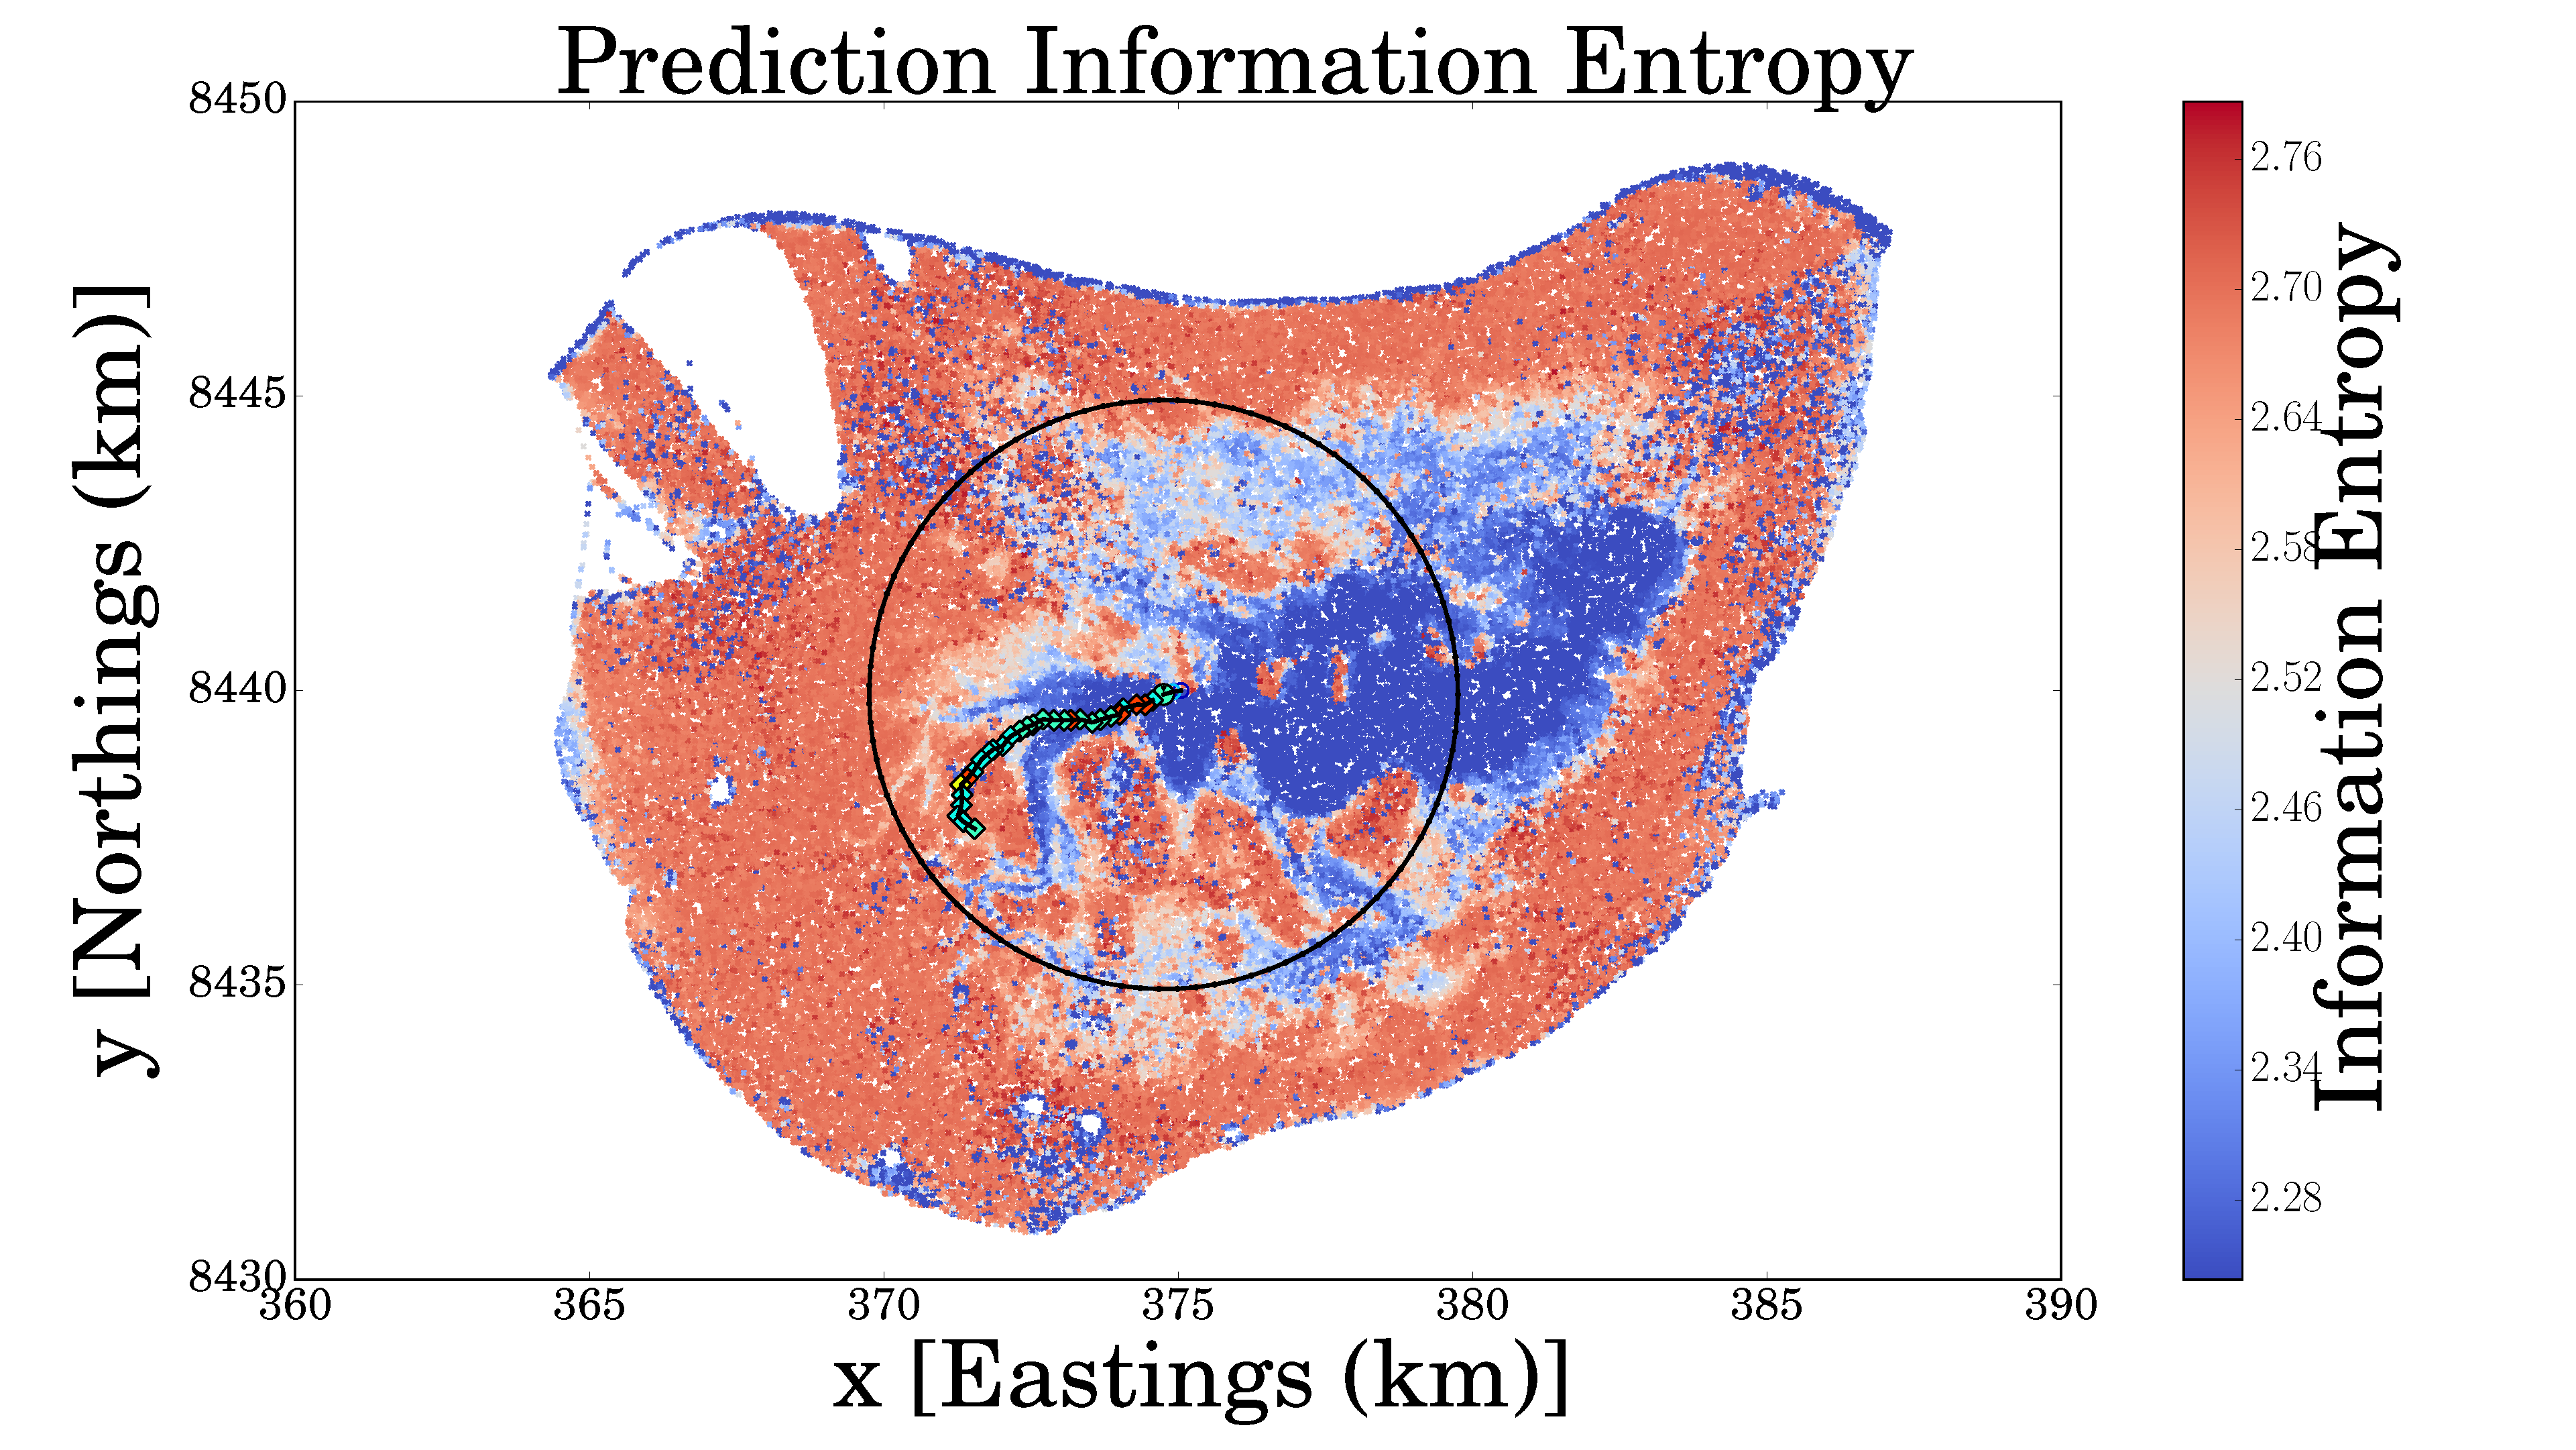 Prediction Information Entropy
y [Northings (km)]
8450
8445
8440
8435
8430
360 365 370 375 380 385 390
x [Eastings (km)]
2.76
2.70
2.64
2.58
2.52
2.46
2.40
2.34
2.28
Information Entropy